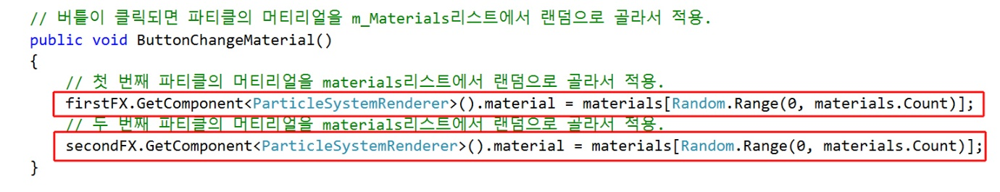 // 버튼이 클릭되면 파티클의 머티리얼을 m_Materials리스트에서 랜덤으로 골라서 적용.
public void ButtonChangeMaterial()
{
// 첫 번째 파티클의 머티리얼을 materials리스트에서 랜덤으로 골라서 적용.
firstFX.GetComponent<ParticleSystemRenderer>().material = materials[Random.Range(0, materials.Count)];
// 두 번째 파티클의 머티리얼을 materials리스트에서 랜덤으로 골라서 적용.
secondFX.GetComponent<ParticleSystemRenderer>().material = materials[Random.Range(0, materials.Count)];
}